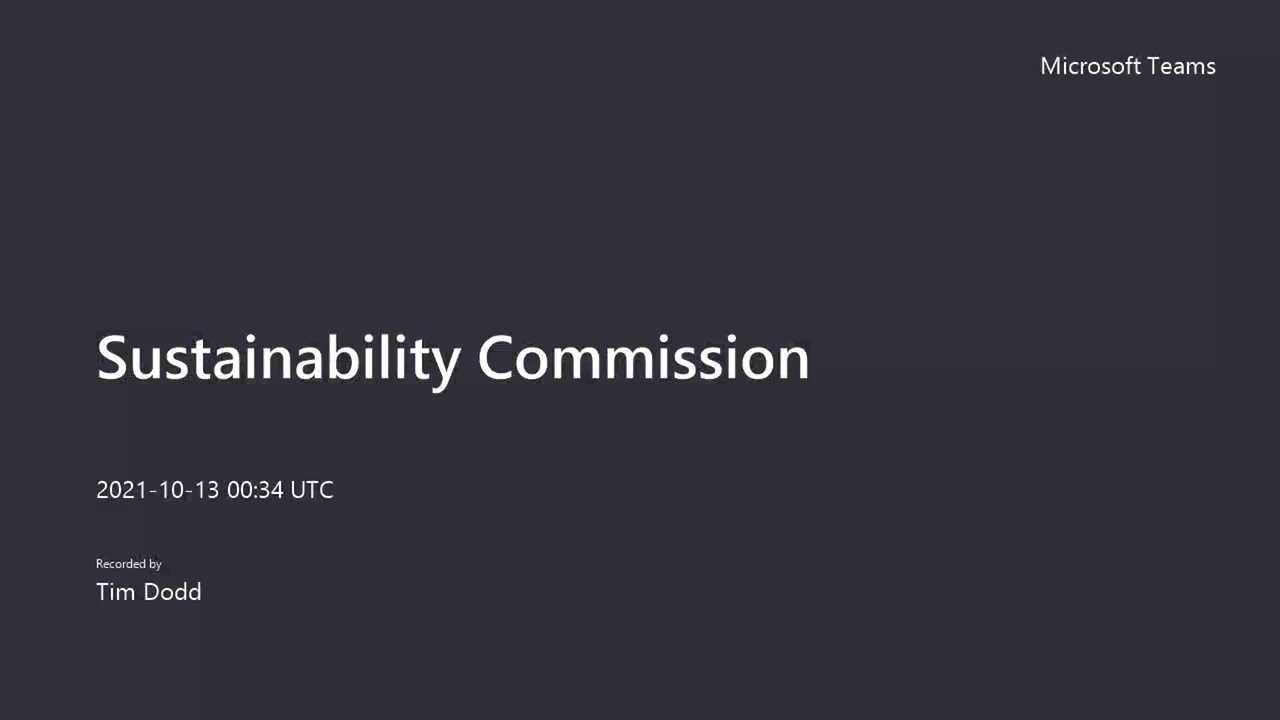 Microsoft Teams
Sustainability Commission
2021-10-13 00:34 UTC
Recorded by
Tim Dodd